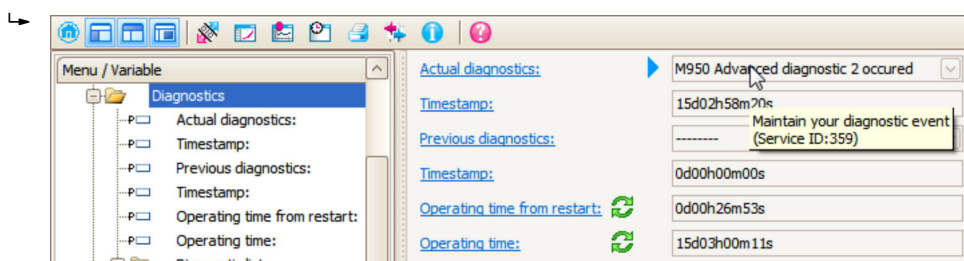 Menu / Variable
Diagnostics
Actual diagnostics:
Timestamp:
Previous diagnostics:
Timestamp:
Operating time from restart:
Operating time:
Actual diagnostics:
M950 Advanced diagnostic 2 occured
Timestamp:
15d02h58m20s
Maintain your diagnostic event
(Service ID:359)
Previous diagnostics:
--------
Timestamp:
0d00h00m00s
Operating time from restart:
0d00h26m53s
Operating time:
15d03h00m11s